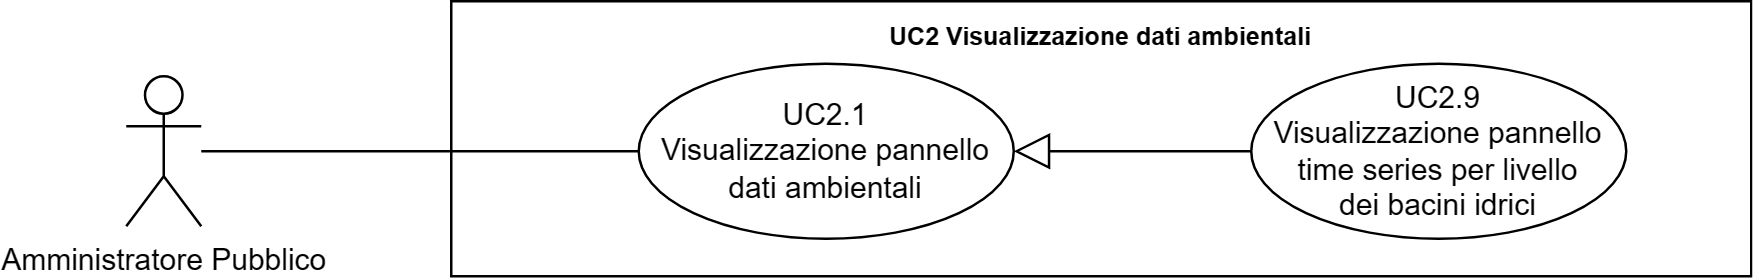 UC2 Visualizzazione dati ambientali
UC2.1
Visualizzazione pannello
dati ambientali
UC2.9
Visualizzazione pannello
time series per livello
dei bacini idrici
Amministratore Pubblico